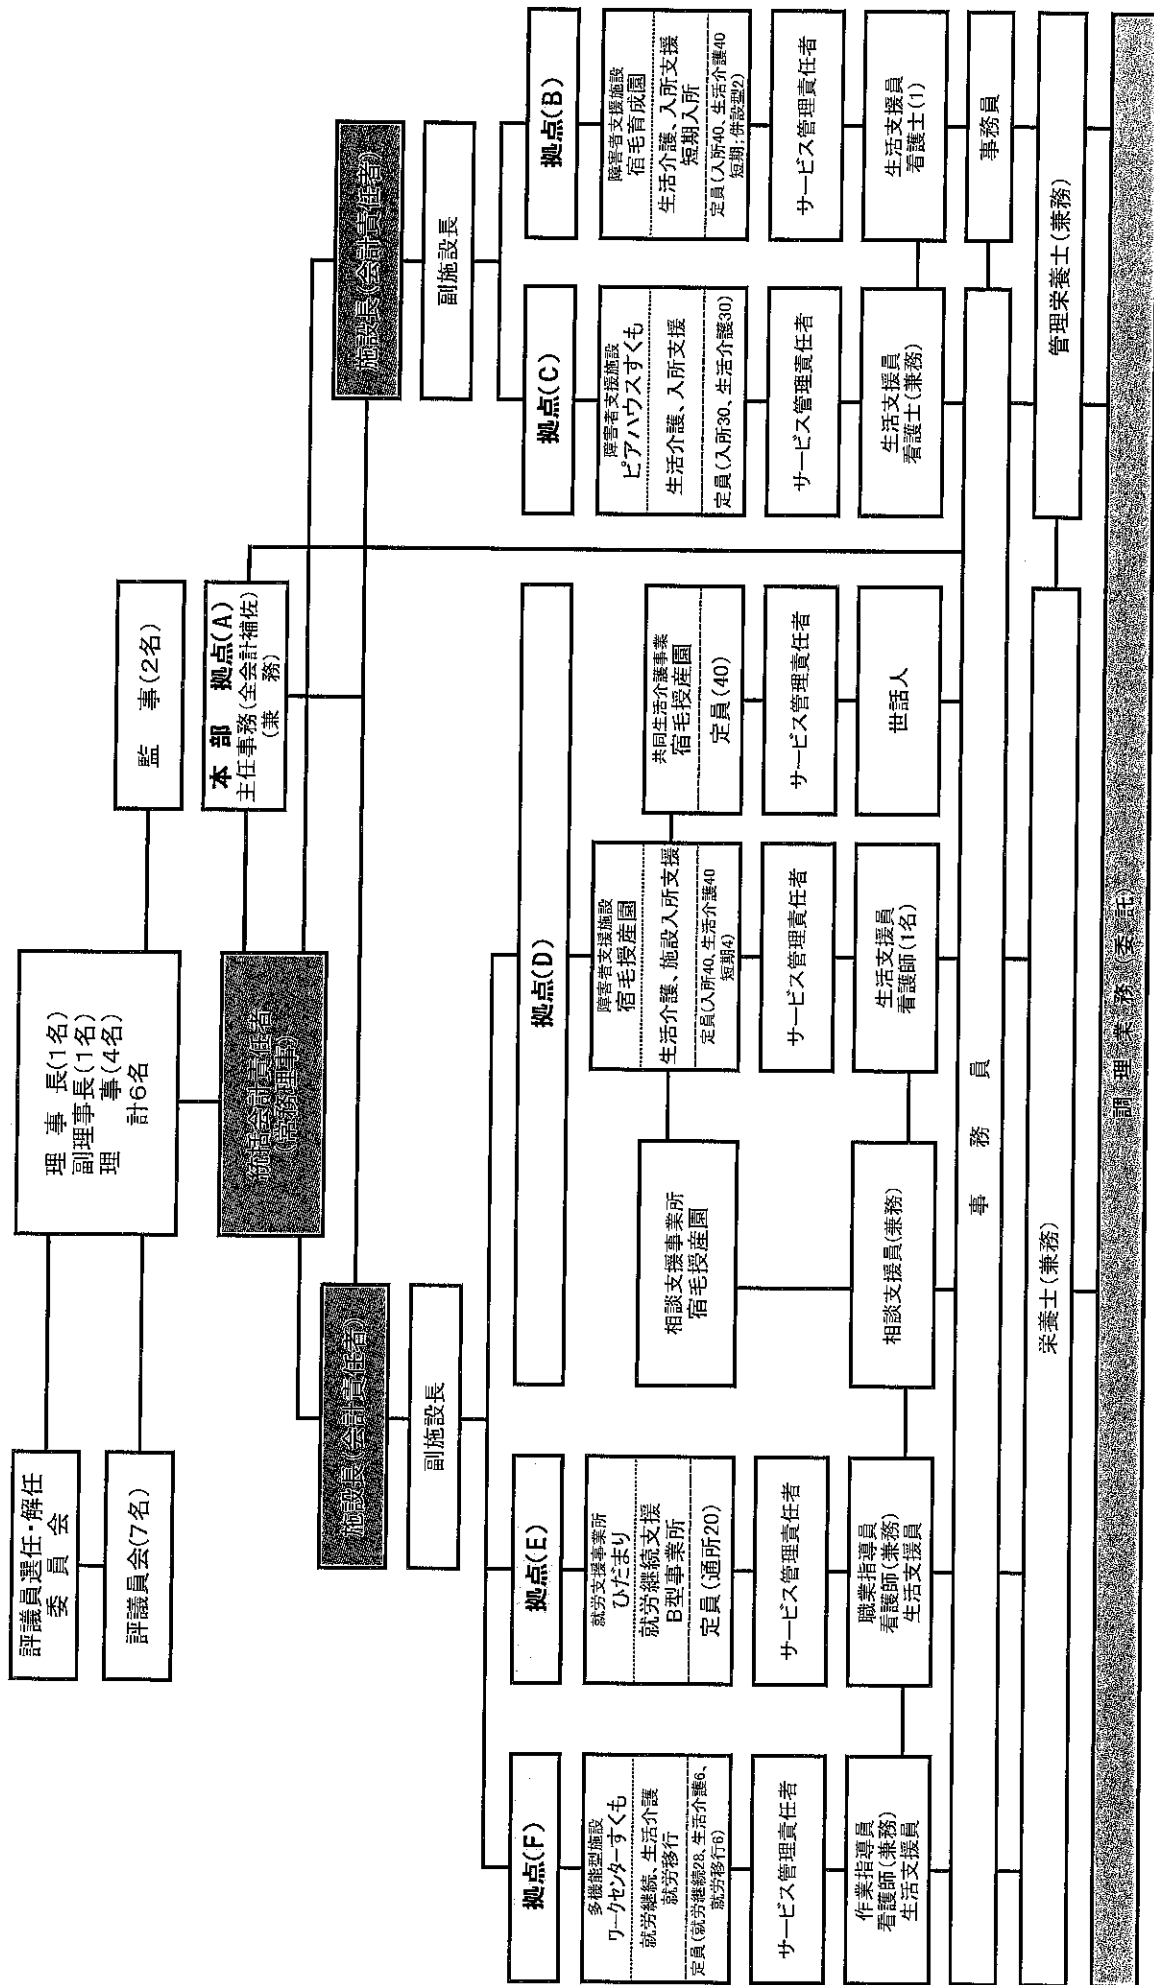 評議員選任・解任
委員会
評議員会(7名)
理事長(1名)
副理事長(1名)
理事(4名)
計6名
監事(2名)
統括会計責任者
(常務理事)
本部 拠点(A)
主任事務(全会計補佐)
(兼務)
施設長(会計責任者)
副施設長
施設長(会計責任者)
副施設長
拠点(F)
多機能型施設
ワークセンターすくも
就労継続、生活介護
就労移行
定員(就労継続28、生活介護6、
就労移行6)
サービス管理責任者
作業指導員
看護師(兼務)
生活支援員
拠点(E)
就労支援事業所
ひだまり
就労継続支援
B型事業所
定員(通所20)
サービス管理責任者
職業指導員
看護師(兼務)
生活支援員
拠点(D)
相談支援事業所
宿毛授産園
相談支援員(兼務)
障害者支援施設
宿毛授産園
生活介護、施設入所支援
定員(入所40、生活介護40
短期4)
サービス管理責任者
生活支援員
看護師(1名)
共同生活介護事業
宿毛授産園
定員(40)
サービス管理責任者
世話人
拠点(C)
障害者支援施設
ピアハウスすくも
生活介護、入所支援
定員(入所30、生活介護30)
サービス管理責任者
生活支援員
看護士(兼務)
拠点(B)
障害者支援施設
宿毛育成園
生活介護、入所支援
短期入所
定員(入所40、生活介護40
短期;併設型2)
サービス管理責任者
生活支援員
看護士(1)
事務員
事務員
栄養士(兼務)
管理栄養士(兼務)
調理業務(委託)